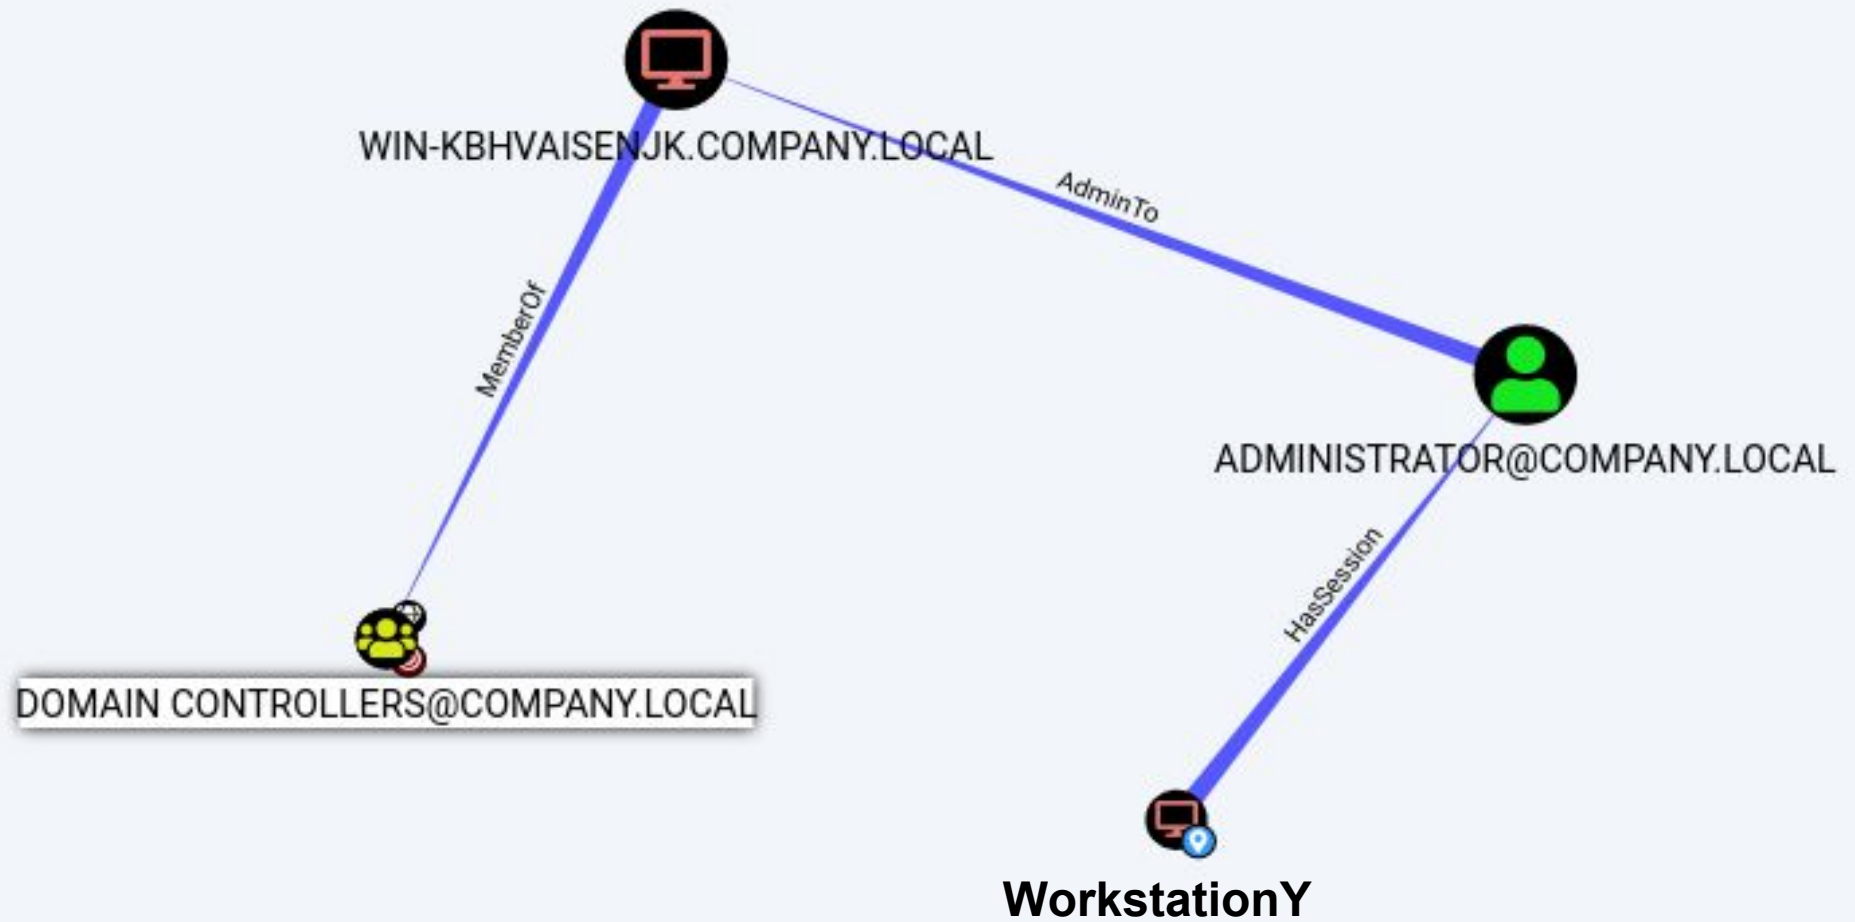 WIN-KBHVAISENJK.COMPANY.LOCAL
AdminTo
MemberOf
ADMINISTRATOR@COMPANY.LOCAL
HasSession
DOMAIN CONTROLLERS@COMPANY.LOCAL
WorkstationY